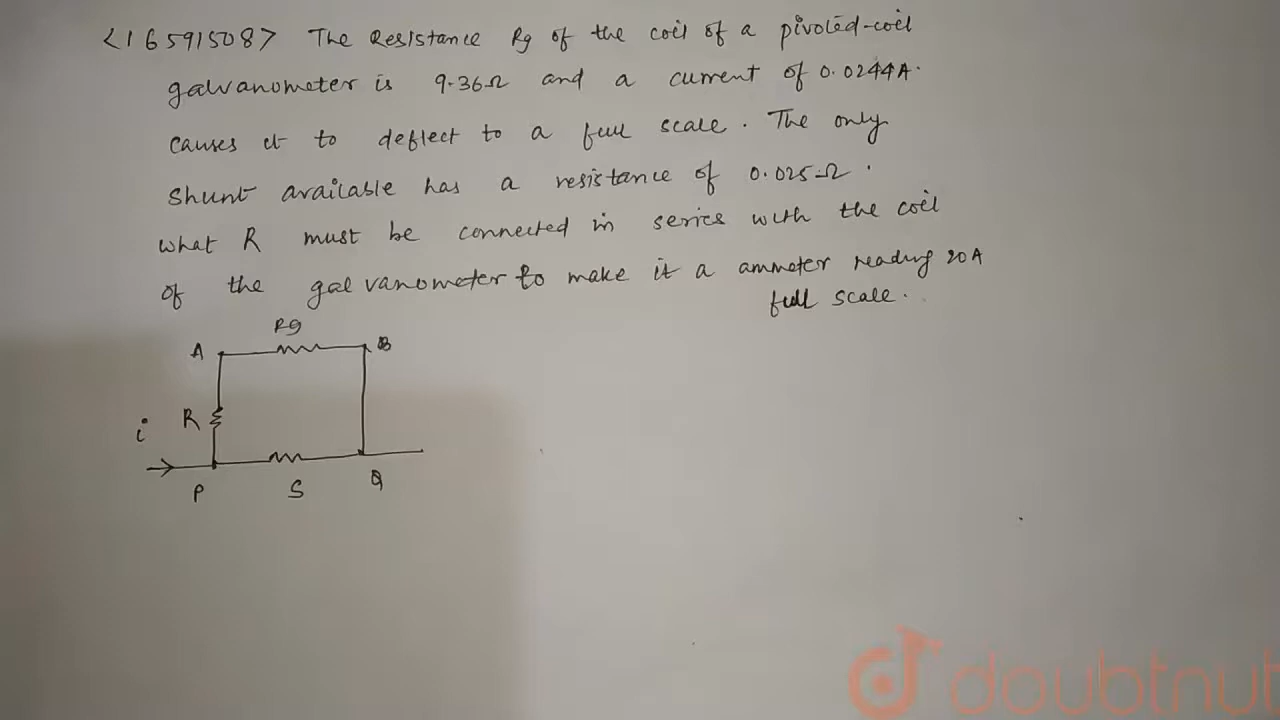 <16591508> The Resistance Rg of the coil of a pivoted-coil
galvanometer is 9.36Ω and a current of 0.0244A.
causes it to deflect to a full scale. The only
shunt available has a resistance of 0.025Ω.
what R must be connected in series with the coil
of the galvanometer to make it a ammeter reading 20A
full scale.
Rg
A B
R
i
P S Q
doubtnut